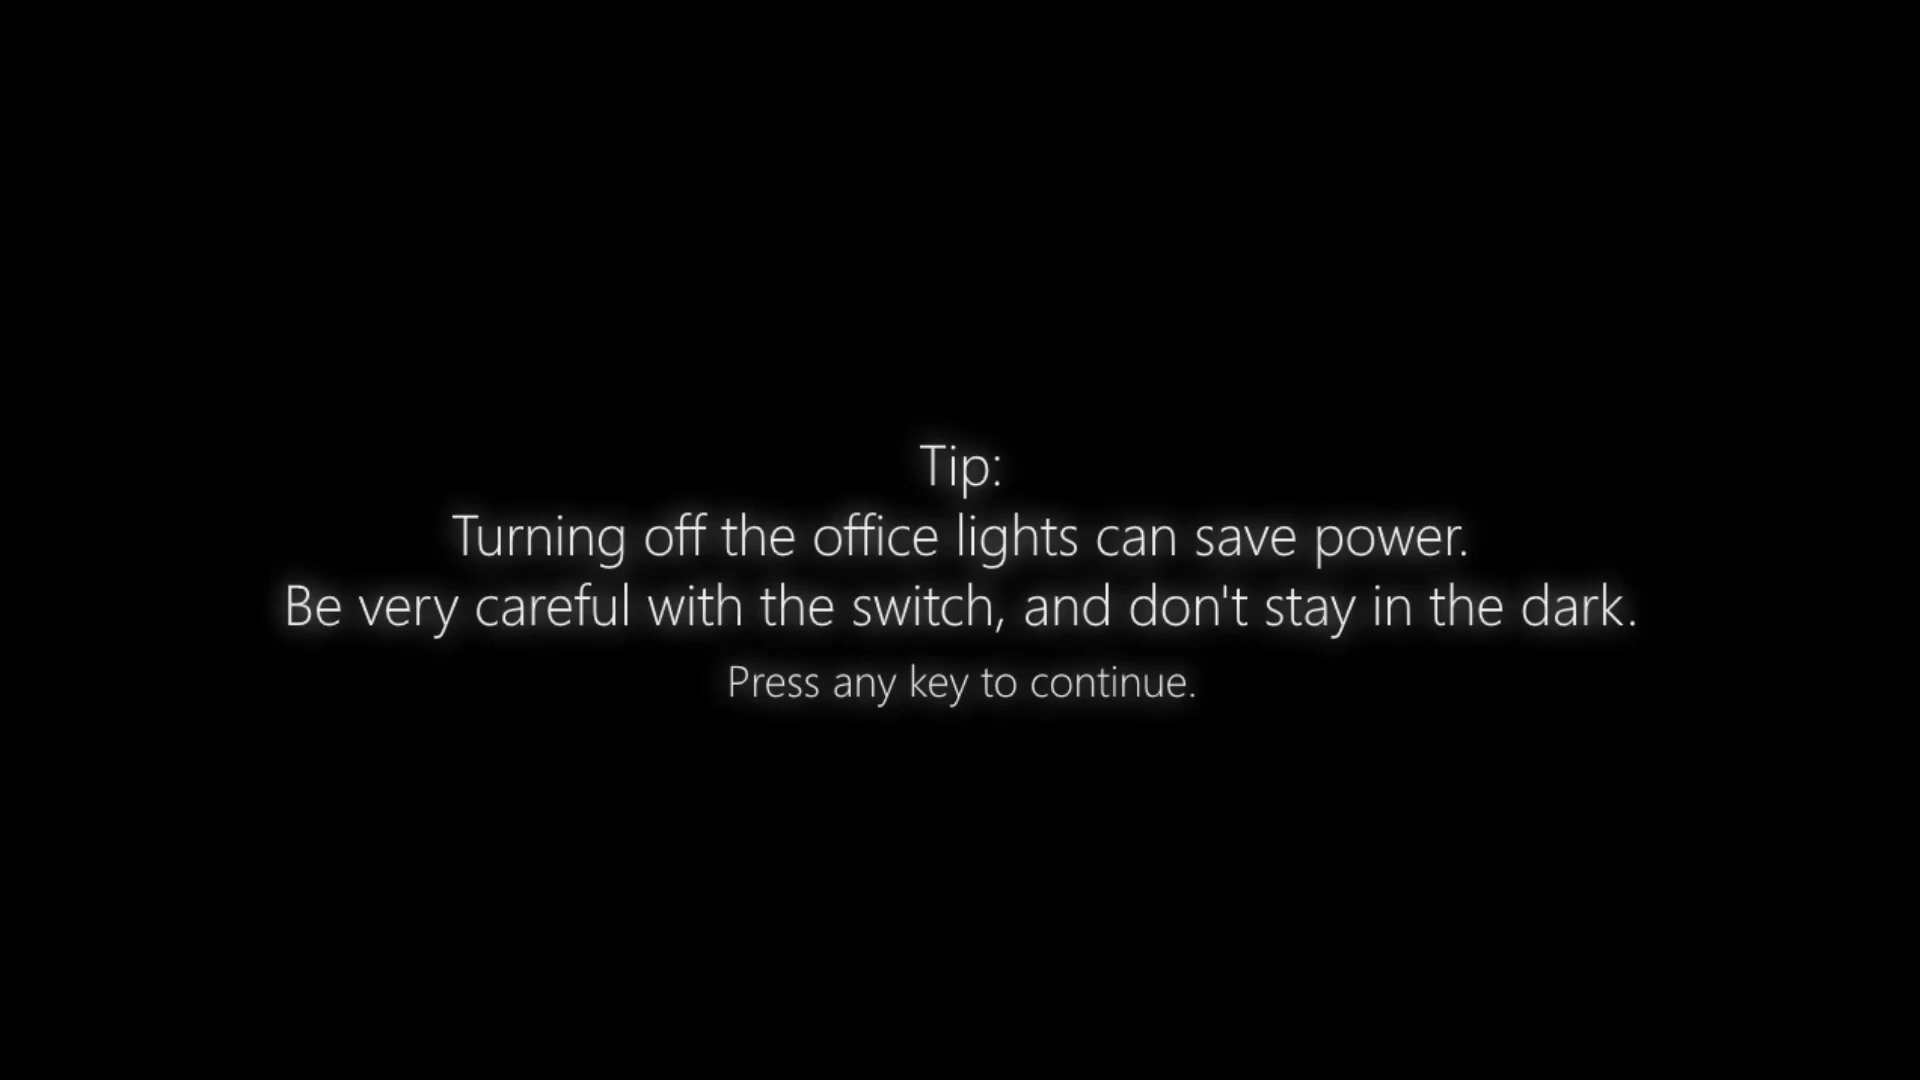 Tip:
Turning off the office lights can save power.
Be very careful with the switch, and don't stay in the dark.
Press any key to continue.